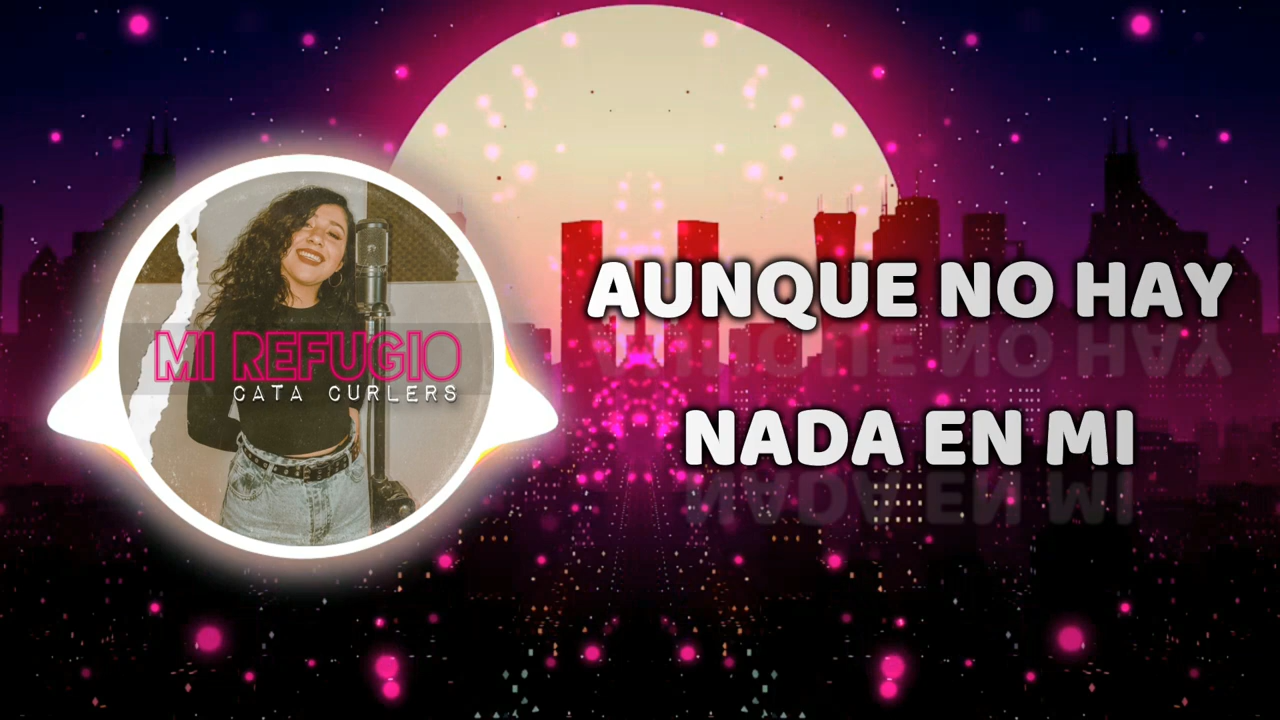 MI REFUGIO
CATA CURLERS
AUNQUE NO HAY
NADA EN MI